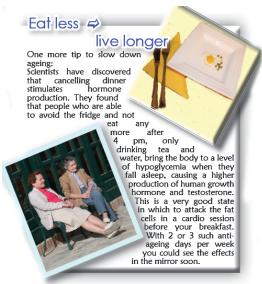 Eat less ⇨
live longer
One more tip to slow down
ageing:
Scientists have discovered
that cancelling dinner
stimulates hormone
production. They found
that people who are able
to avoid the fridge and not
eat any
more after
4 pm, only
drinking tea and
water, bring the body to a level
of hypoglycemia when they
fall asleep, causing a higher
production of human growth
hormone and testosterone.
This is a very good state
in which to attack the fat
cells in a cardio session
before your breakfast.
With 2 or 3 such anti-
ageing days per week
you could see the effects
in the mirror soon.